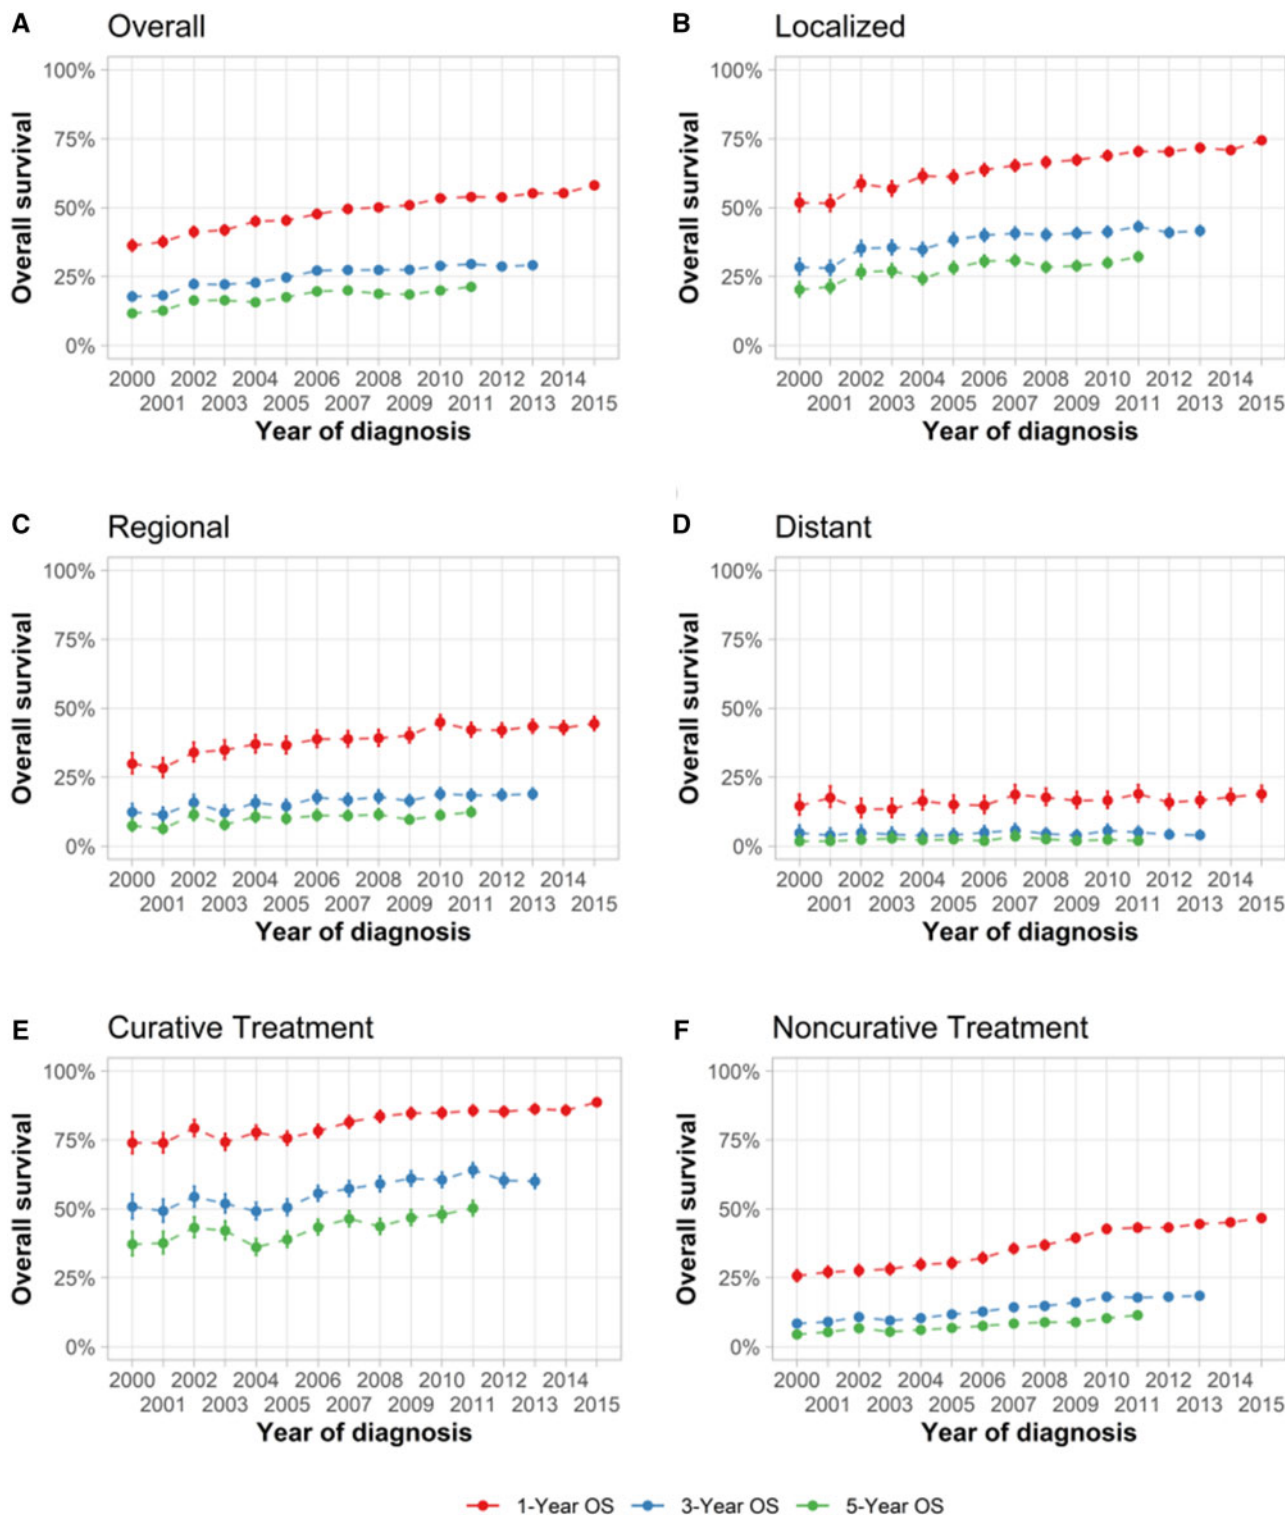 A Overall
Overall survival
100%
75%
50%
25%
0%
2000 2002 2004 2006 2008 2010 2012 2014
2001 2003 2005 2007 2009 2011 2013 2015
Year of diagnosis
B Localized
Overall survival
100%
75%
50%
25%
0%
2000 2002 2004 2006 2008 2010 2012 2014
2001 2003 2005 2007 2009 2011 2013 2015
Year of diagnosis
C Regional
Overall survival
100%
75%
50%
25%
0%
2000 2002 2004 2006 2008 2010 2012 2014
2001 2003 2005 2007 2009 2011 2013 2015
Year of diagnosis
D Distant
Overall survival
100%
75%
50%
25%
0%
2000 2002 2004 2006 2008 2010 2012 2014
2001 2003 2005 2007 2009 2011 2013 2015
Year of diagnosis
E Curative Treatment
Overall survival
100%
75%
50%
25%
0%
2000 2002 2004 2006 2008 2010 2012 2014
2001 2003 2005 2007 2009 2011 2013 2015
Year of diagnosis
F Noncurative Treatment
Overall survival
100%
75%
50%
25%
0%
2000 2002 2004 2006 2008 2010 2012 2014
2001 2003 2005 2007 2009 2011 2013 2015
Year of diagnosis
1-Year OS 3-Year OS 5-Year OS